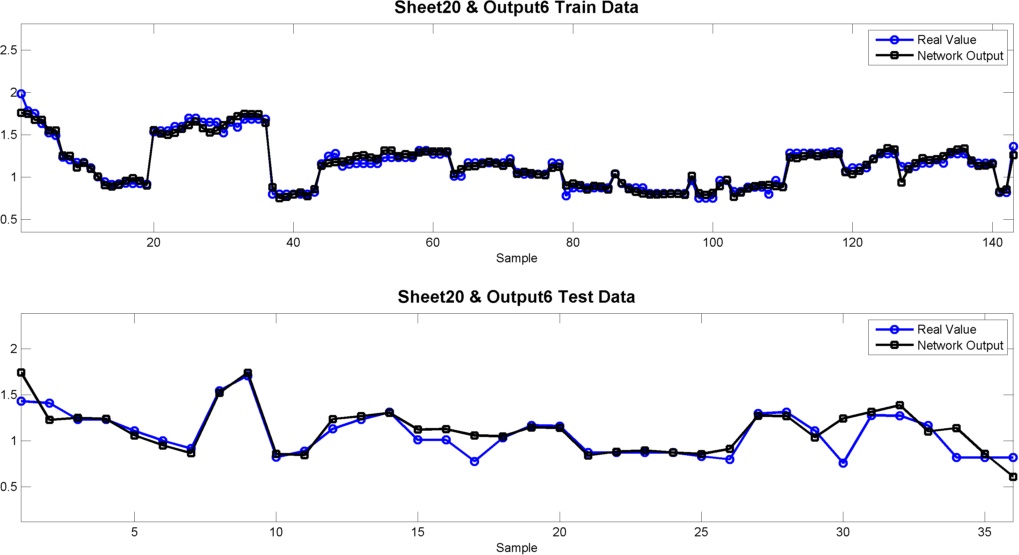 Sheet20 & Output6 Train Data
2.5
2
1.5
1
0.5
Real Value
Network Output
20 40 60 80 100 120 140
Sample
Sheet20 & Output6 Test Data
2
1.5
1
0.5
Real Value
Network Output
5 10 15 20 25 30 35
Sample